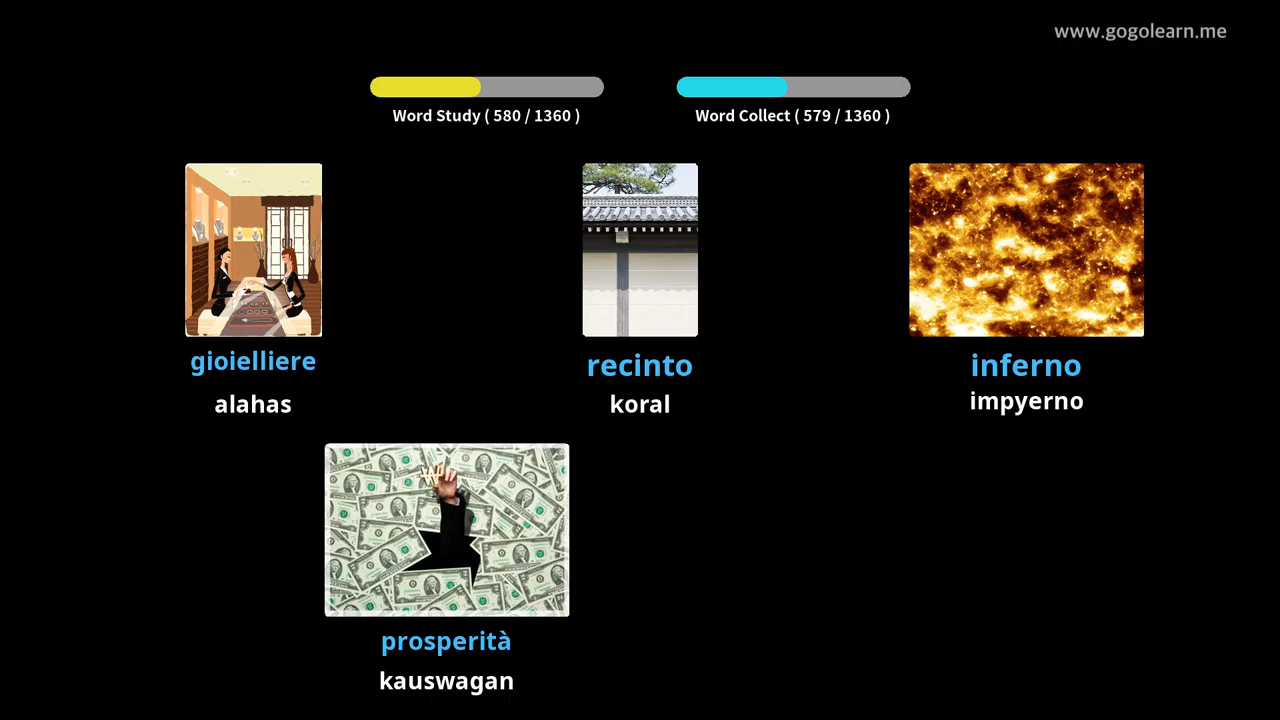 www.gogolearn.me
Word Study ( 580 / 1360 )
Word Collect ( 579 / 1360 )
gioielliere
alahas
recinto
koral
inferno
impyerno
prosperità
kauswagan